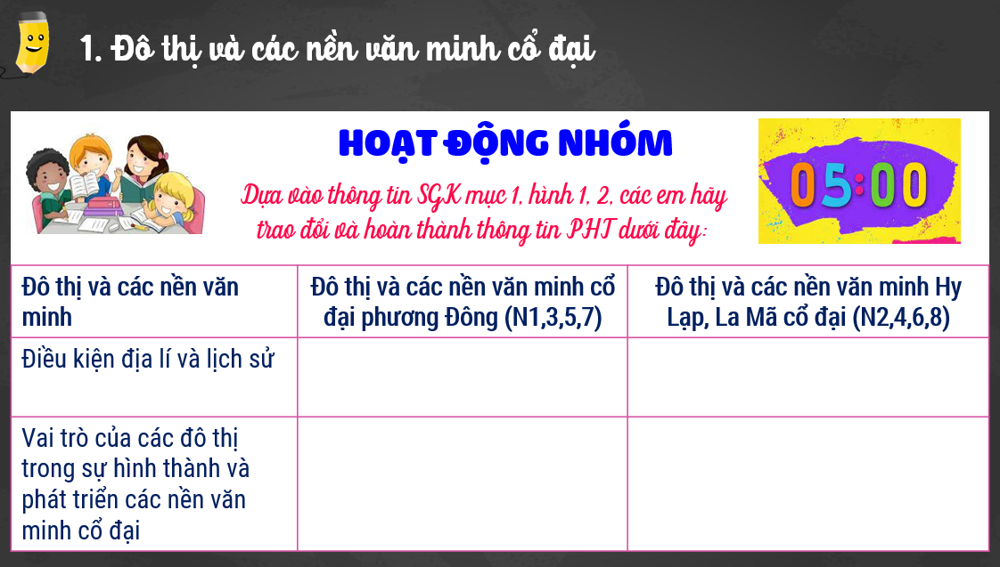 1. Đô thị và các nền văn minh cổ đại
HOẠT ĐỘNG NHÓM
Dựa vào thông tin SGK mục 1, hình 1, 2, các em hãy
trao đổi và hoàn thành thông tin PHT dưới đây:
05:00
Đô thị và các nền văn
minh
Đô thị và các nền văn minh cổ
đại phương Đông (N1,3,5,7)
Đô thị và các nền văn minh Hy
Lạp, La Mã cổ đại (N2,4,6,8)
Điều kiện địa lí và lịch sử
Vai trò của các đô thị
trong sự hình thành và
phát triển các nền văn
minh cổ đại